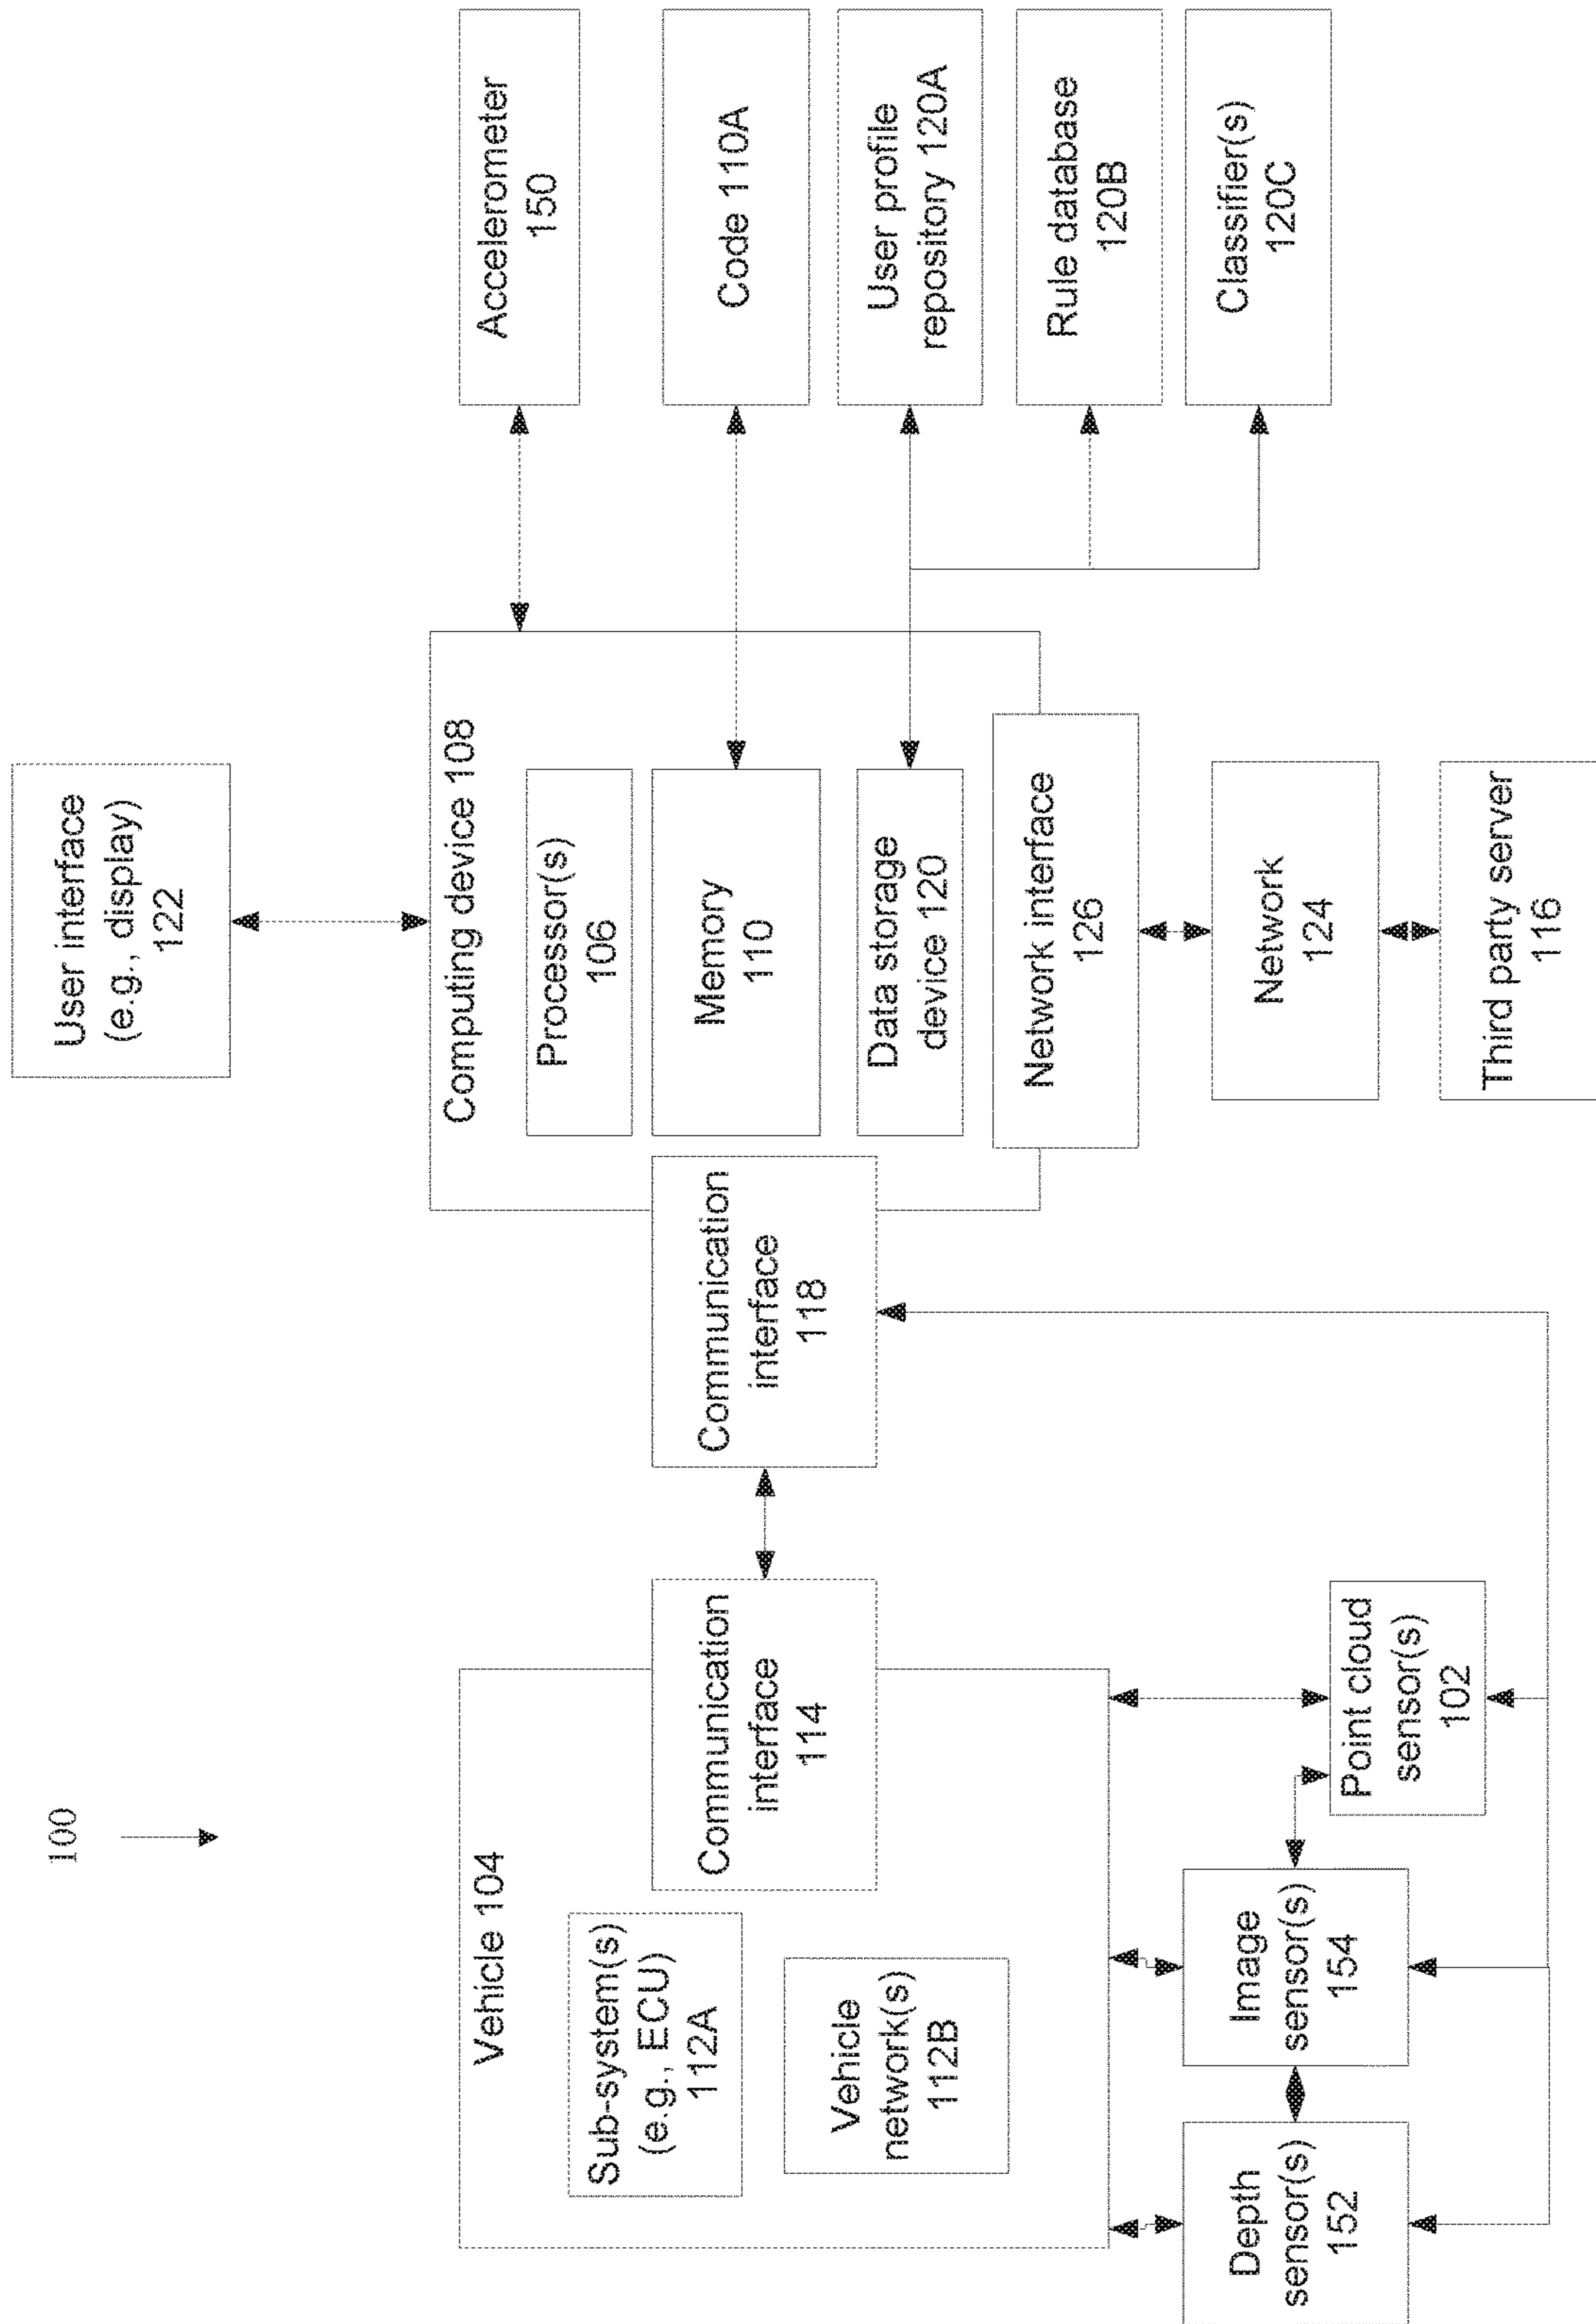 100
Vehicle 104
Sub-system(s)
(e.g., ECU)
112A
Vehicle
network(s)
112B
Communication
interface
114
Depth
sensor(s)
152
Image
sensor(s)
154
Point cloud
sensor(s)
102
Communication
interface
118
User interface
(e.g., display)
122
Computing device 108
Processor(s)
106
Memory
110
Data storage
device 120
Network interface
126
Network
124
Third party server
116
Accelerometer
150
Code 110A
User profile
repository 120A
Rule database
120B
Classifier(s)
120C